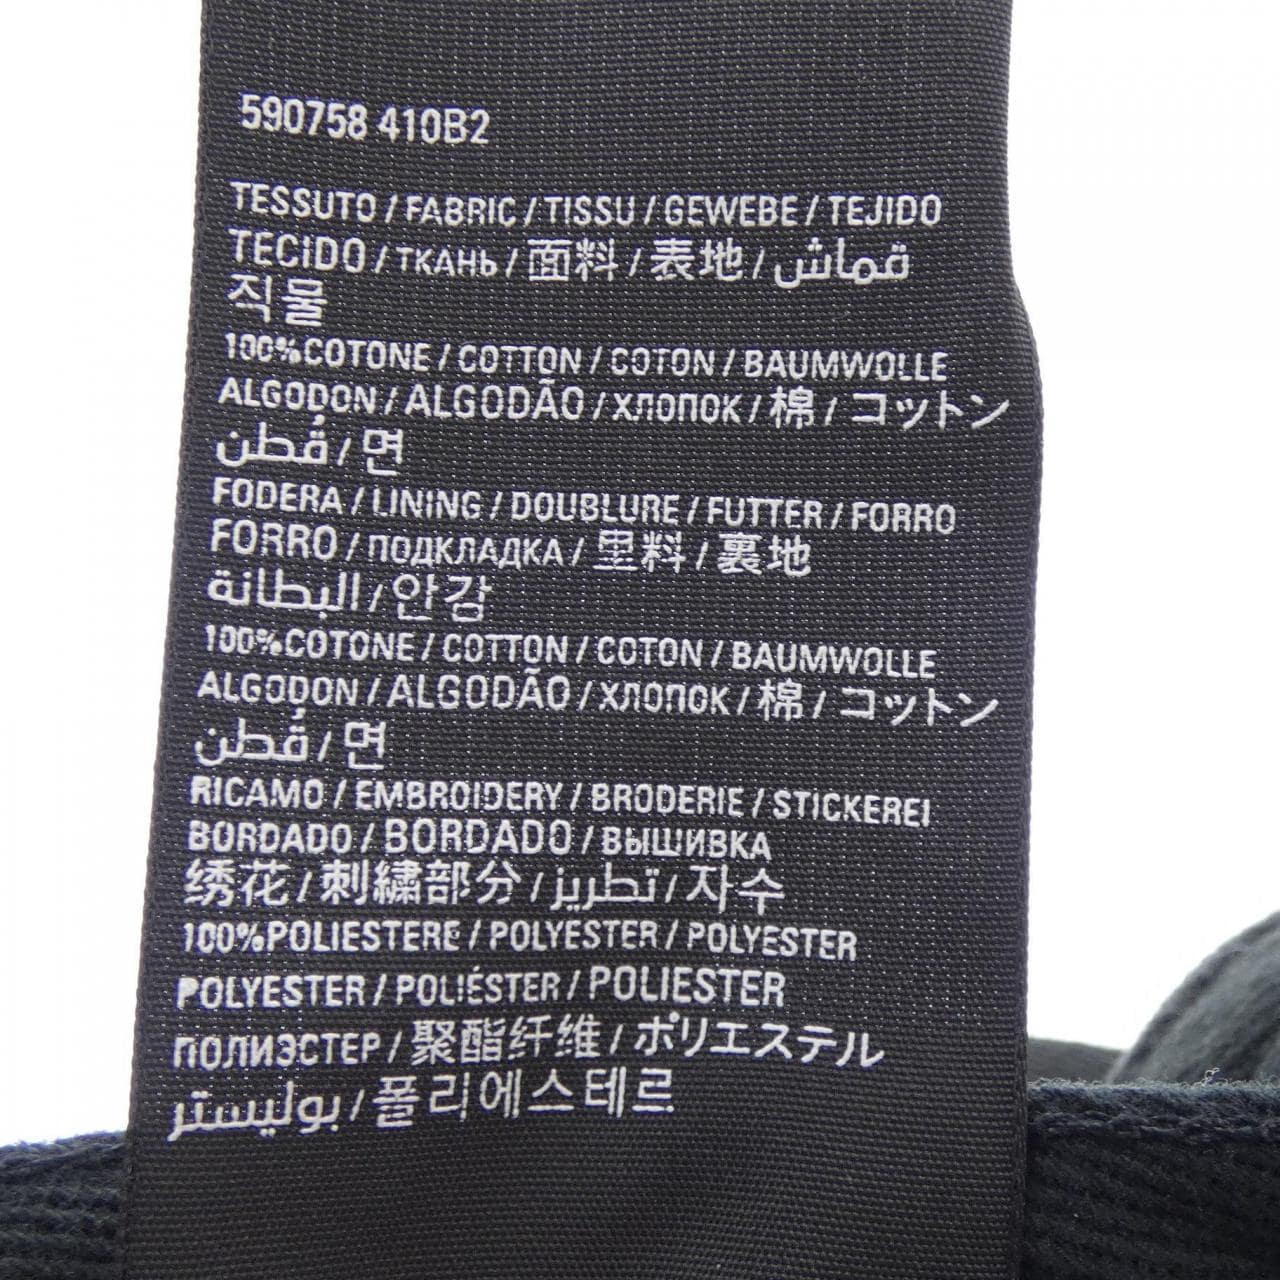 590758 410B2
TESSUTO / FABRIC / TISSU / GEWEBE / TEJIDO
TECIDO / ТКАНЬ / 面料 / 表地 / قماش
직물
100%COTONE / COTTON / COTON / BAUMWOLLE
ALGODON / ALGODÃO / ХЛОПОК / 棉 / コットン
قُطن / 면
FODERA / LINING / DOUBLURE / FUTTER / FORRO
FORRO / ПОДКЛАДКА / 里料 / 裏地
البطانة / 안감
100%COTONE / COTTON / COTON / BAUMWOLLE
ALGODON / ALGODÃO / ХЛОПОК / 棉 / コットン
قُطن / 면
RICAMO / EMBROIDERY / BRODERIE / STICKEREI
BORDADO / BORDADO / ВЫШИВКА
绣花 / 刺繍部分 / تطريز / 자수
100%POLIESTERE / POLYESTER / POLYESTER
POLYESTER / POLIÉSTER / POLIESTER
ПОЛИЭСТЕР / 聚酯纤维 / ポリエステル
بوليستر / 폴리에스테르